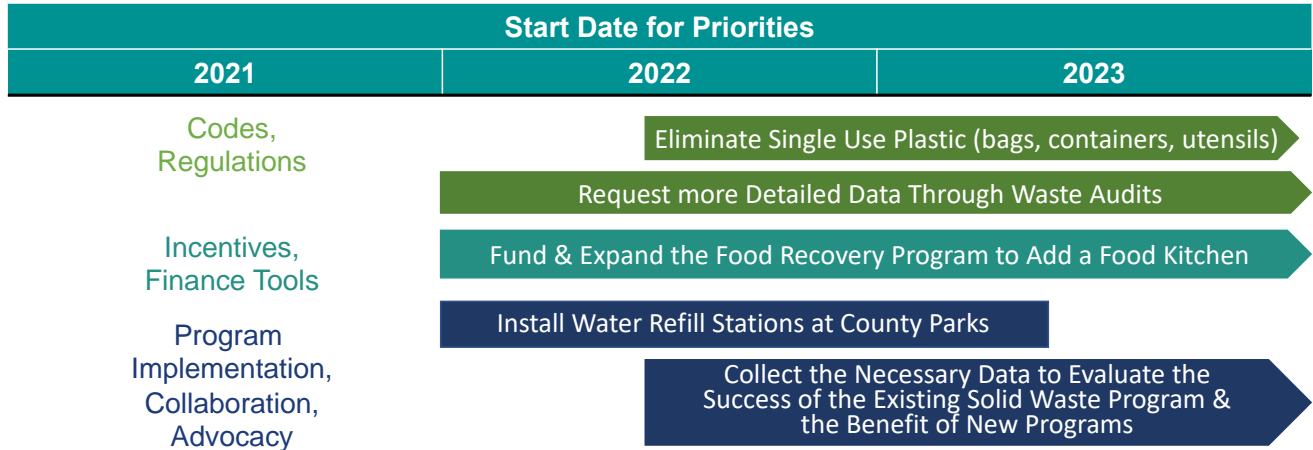 Start Date for Priorities
2021 2022 2023
Codes,
Regulations
Eliminate Single Use Plastic (bags, containers, utensils)
Request more Detailed Data Through Waste Audits
Incentives,
Finance Tools
Fund & Expand the Food Recovery Program to Add a Food Kitchen
Program
Implementation,
Collaboration,
Advocacy
Install Water Refill Stations at County Parks
Collect the Necessary Data to Evaluate the
Success of the Existing Solid Waste Program &
the Benefit of New Programs